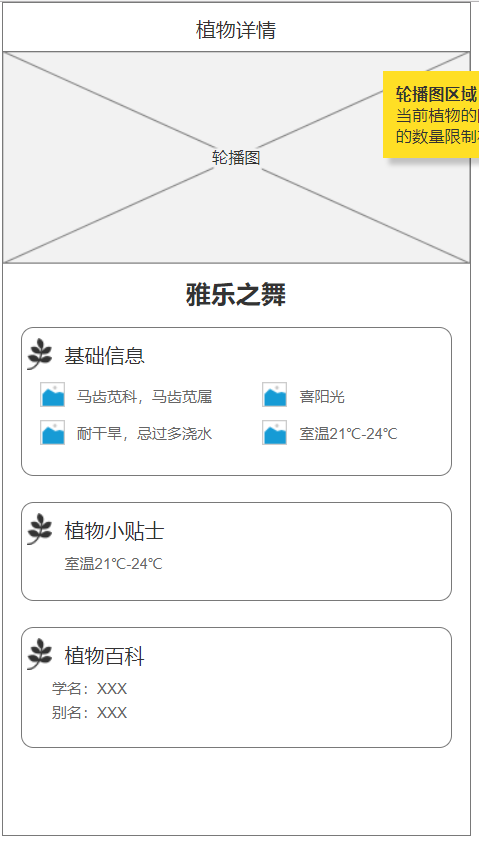 植物详情
轮播图区域
当前植物的
的数量限制
轮播图
雅乐之舞
基础信息
马齿苋科，马齿苋属
喜阳光
耐干旱，忌过多浇水
室温21℃-24℃
植物小贴士
室温21℃-24℃
植物百科
学名：XXX
别名：XXX